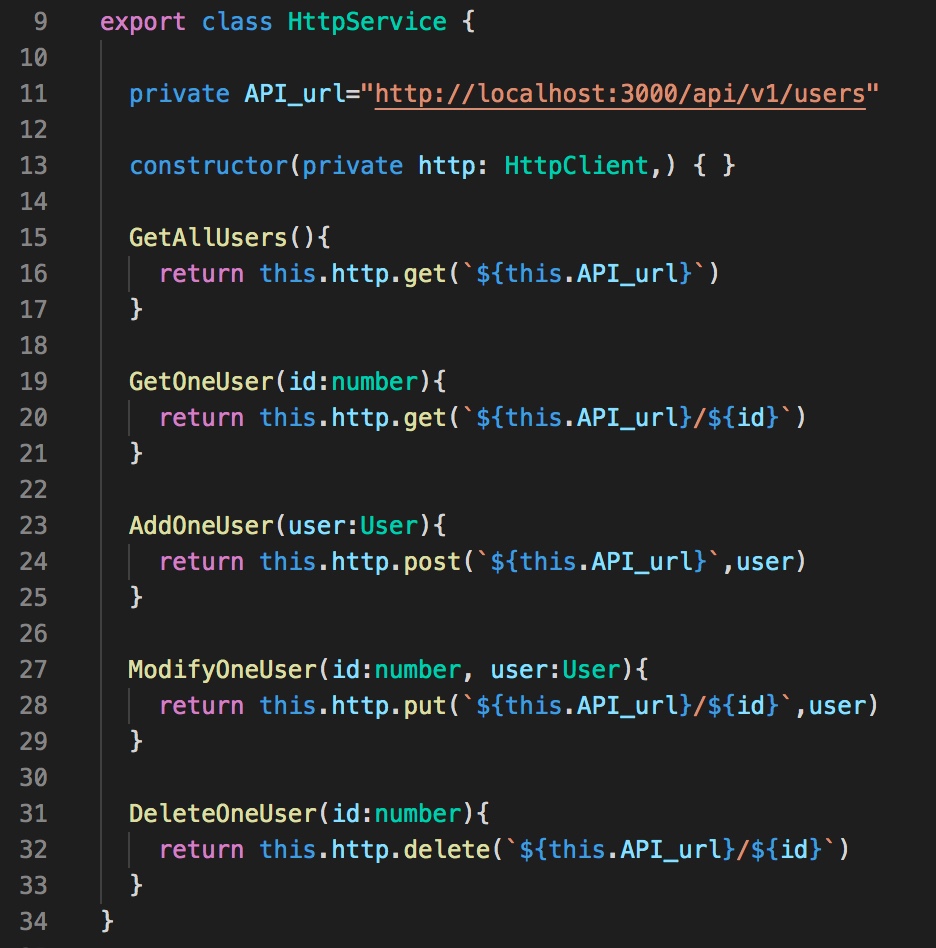 9 export class HttpService {
10
11 private API_url="http://localhost:3000/api/v1/users"
12
13 constructor(private http: HttpClient,) { }
14
15 GetAllUsers(){
16 return this.http.get(`${this.API_url}`)
17 }
18
19 GetOneUser(id:number){
20 return this.http.get(`${this.API_url}/${id}`)
21 }
22
23 AddOneUser(user:User){
24 return this.http.post(`${this.API_url}`,user)
25 }
26
27 ModifyOneUser(id:number, user:User){
28 return this.http.put(`${this.API_url}/${id}`,user)
29 }
30
31 DeleteOneUser(id:number){
32 return this.http.delete(`${this.API_url}/${id}`)
33 }
34 }